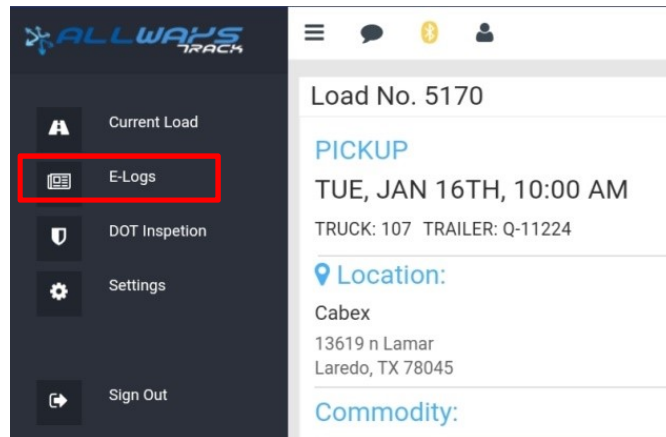 ALLWAYS
TRACK
Current Load
E-Logs
DOT Inspetion
Settings
Sign Out
Load No. 5170
PICKUP
TUE, JAN 16TH, 10:00 AM
TRUCK: 107 TRAILER: Q-11224
Location:
Cabex
13619 n Lamar
Laredo, TX 78045
Commodity: